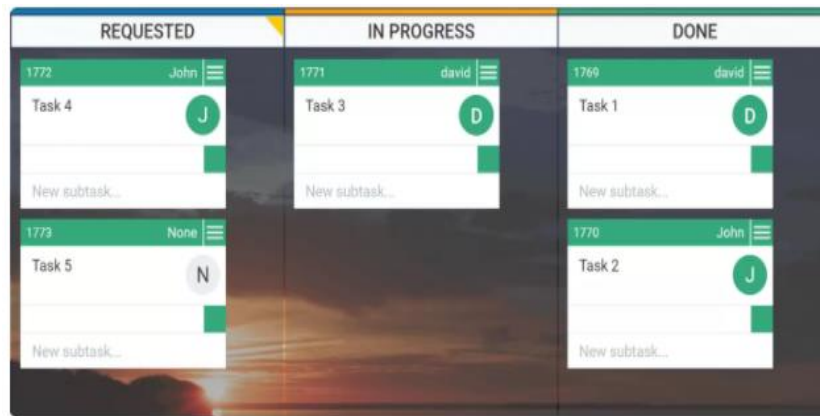 REQUESTED
1772 John
Task 4
J
New subtask...
1773 None
Task 5
N
New subtask...
IN PROGRESS
1771 david
Task 3
D
New subtask...
DONE
1769 david
Task 1
D
New subtask...
1770 John
Task 2
J
New subtask...